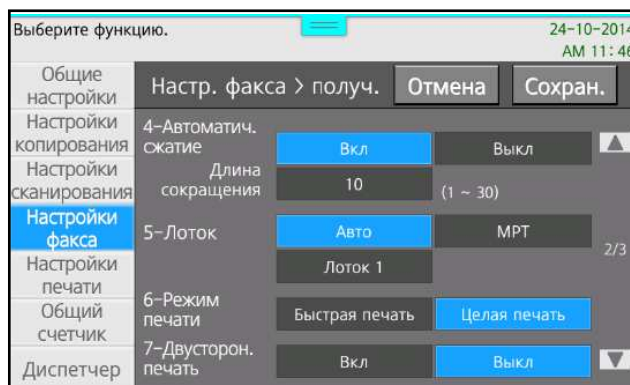 Выберите функцию.
24-10-2014
AM 11:46
Общие
настройки
Настройки
копирования
Настройки
сканирования
Настройки
факса
Настройки
печати
Общий
счетчик
Диспетчер
Настр. факса > получ.
Отмена
Сохран.
4-Автоматич.
сжатие
Вкл
Выкл
Длина
сокращения
10
(1 ~ 30)
5-Лоток
Авто
МРТ
Лоток 1
2/3
6-Режим
печати
Быстрая печать
Целая печать
7-Двусторон.
печать
Вкл
Выкл